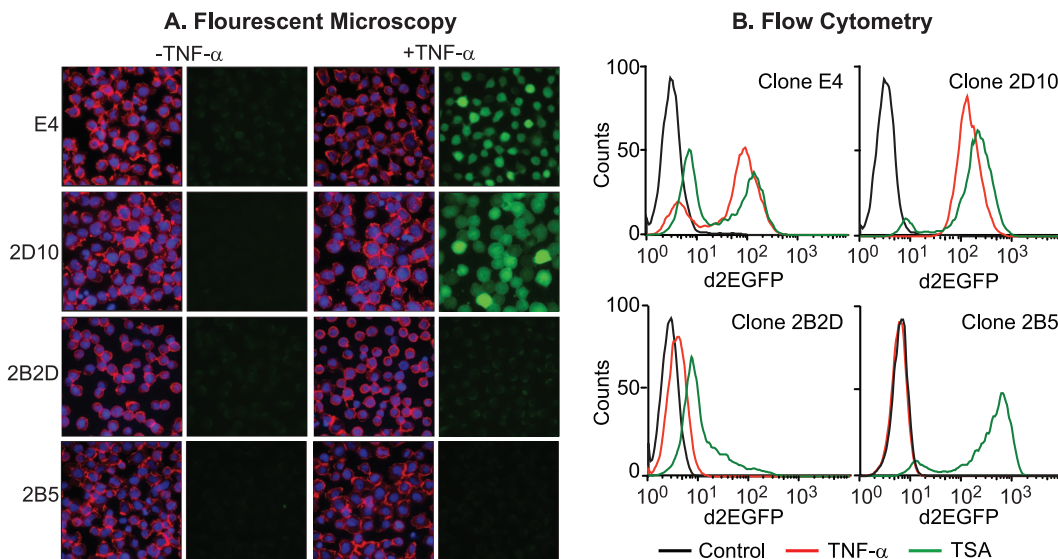 A. Flourescent Microscopy
-TNF-α
+TNF-α
E4
2D10
2B2D
2B5
B. Flow Cytometry
100
50
0
Counts
Clone E4
10⁰ 10¹ 10² 10³
d2EGFP
Clone 2D10
10⁰ 10¹ 10² 10³
d2EGFP
100
50
0
Counts
Clone 2B2D
10⁰ 10¹ 10² 10³
d2EGFP
Clone 2B5
10⁰ 10¹ 10² 10³
d2EGFP
Control TNF-α TSA